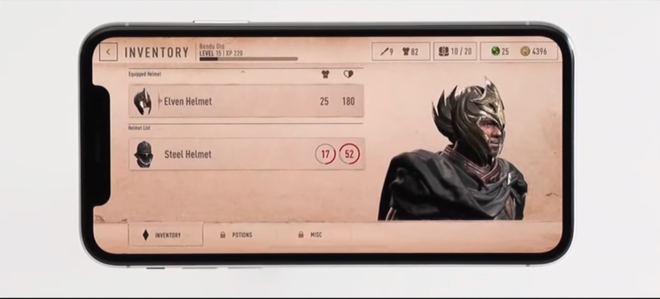 INVENTORY
Bendu Olo
LEVEL 15 | XP 220
9
82
10 / 20
25
4396
Equipped Helmet
Elven Helmet 25 180
Helmet List
Steel Helmet 17 52
INVENTORY POTIONS MISC